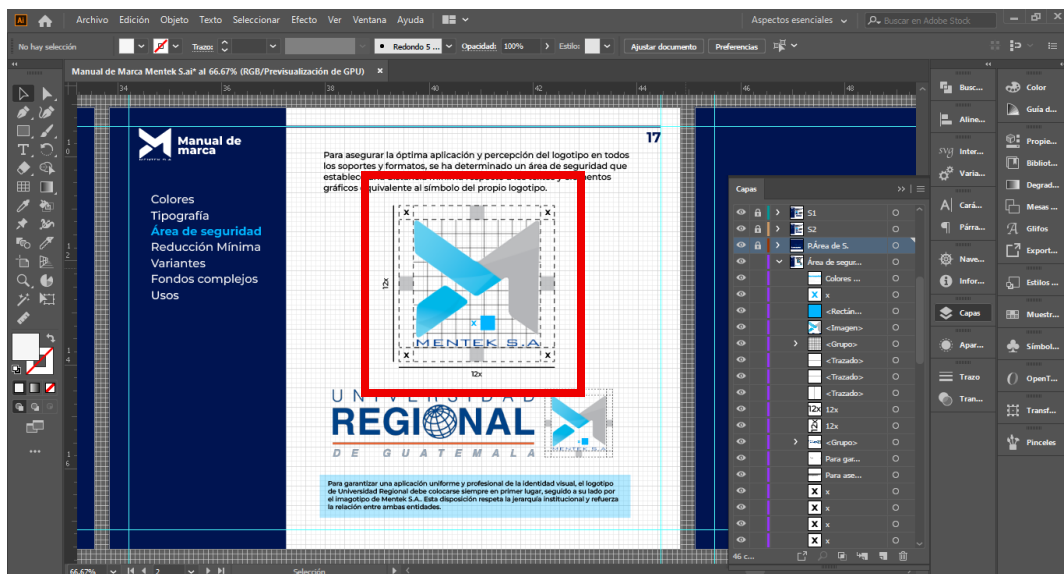 Ai Archivo Edición Objeto Texto Seleccionar Efecto Ver Ventana Ayuda Aspectos esenciales Buscar en Adobe Stock
No hay selección Trazo: Redondo 5 ... Opacidad: 100% Estilo: Ajustar documento Preferencias
Manual de Marca Mentek S.ai* al 66.67% (RGB/Previsualización de GPU) ×
34 36 38 40 42 44 46 48
Manual de
marca
17
Para asegurar la óptima aplicación y percepción del logotipo en todos
los soportes y formatos, se ha determinado un área de seguridad que
gráficos equivalente al símbolo del propio logotipo.
Colores
Tipografía
Área de seguridad
Reducción Mínima
Variantes
Fondos complejos
Usos
x x
12x
x
MENTEK S.A
x x
12x
UNIVERSIDAD
REGIONAL
DE GUATEMALA
MENTEK S.A
Para garantizar una aplicación uniforme y profesional de la identidad visual, el logotipo
de Universidad Regional debe colocarse siempre en primer lugar, seguido a su lado por
el imagotipo de Mentek S.A.. Esta disposición respeta la jerarquía institucional y refuerza
la relación entre ambas entidades.
Capas
S1
S2
P.Área de S.
Área de segur...
Colores ...
x
<Rectán...
<Imagen>
<Grupo>
<Trazado>
<Trazado>
<Trazado>
12x 12x
12x 12x
<Grupo>
Para gar...
Para ase...
x x
x x
x x
x x
46 c...
Busc...
Aline...
Inter...
Varia...
Cará...
Párra...
Nave...
Infor...
Capas
Apar...
Trazo
Tran...
Color
Guía d...
Propie...
Bibliot...
Degrad...
Mesas ...
Glifos
Export...
Estilos ...
Muestr...
Símbol...
OpenT...
Transf...
Pinceles
66.67% 2 Selección